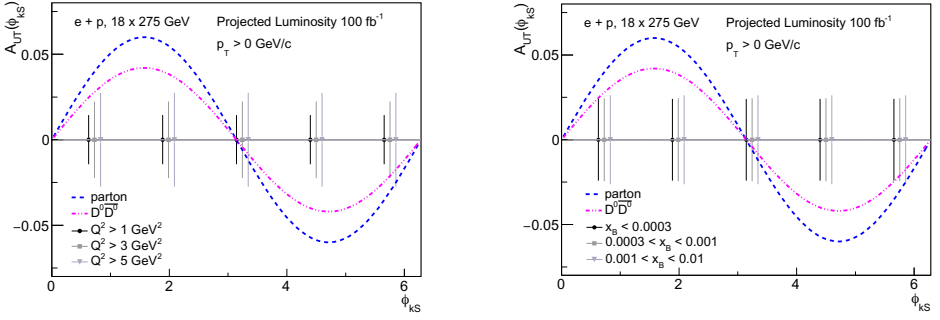 A_UT(ϕ_kS)
e + p, 18 x 275 GeV
Projected Luminosity 100 fb⁻¹
p_T > 0 GeV/c
0.05
0
−0.05
parton
D⁰D̅⁰
Q² > 1 GeV²
Q² > 3 GeV²
Q² > 5 GeV²
0 2 4 6
ϕ_kS
A_UT(ϕ_kS)
e + p, 18 x 275 GeV
Projected Luminosity 100 fb⁻¹
p_T > 0 GeV/c
0.05
0
−0.05
parton
D⁰D̅⁰
x_B < 0.0003
0.0003 < x_B < 0.001
0.001 < x_B < 0.01
0 2 4 6
ϕ_kS